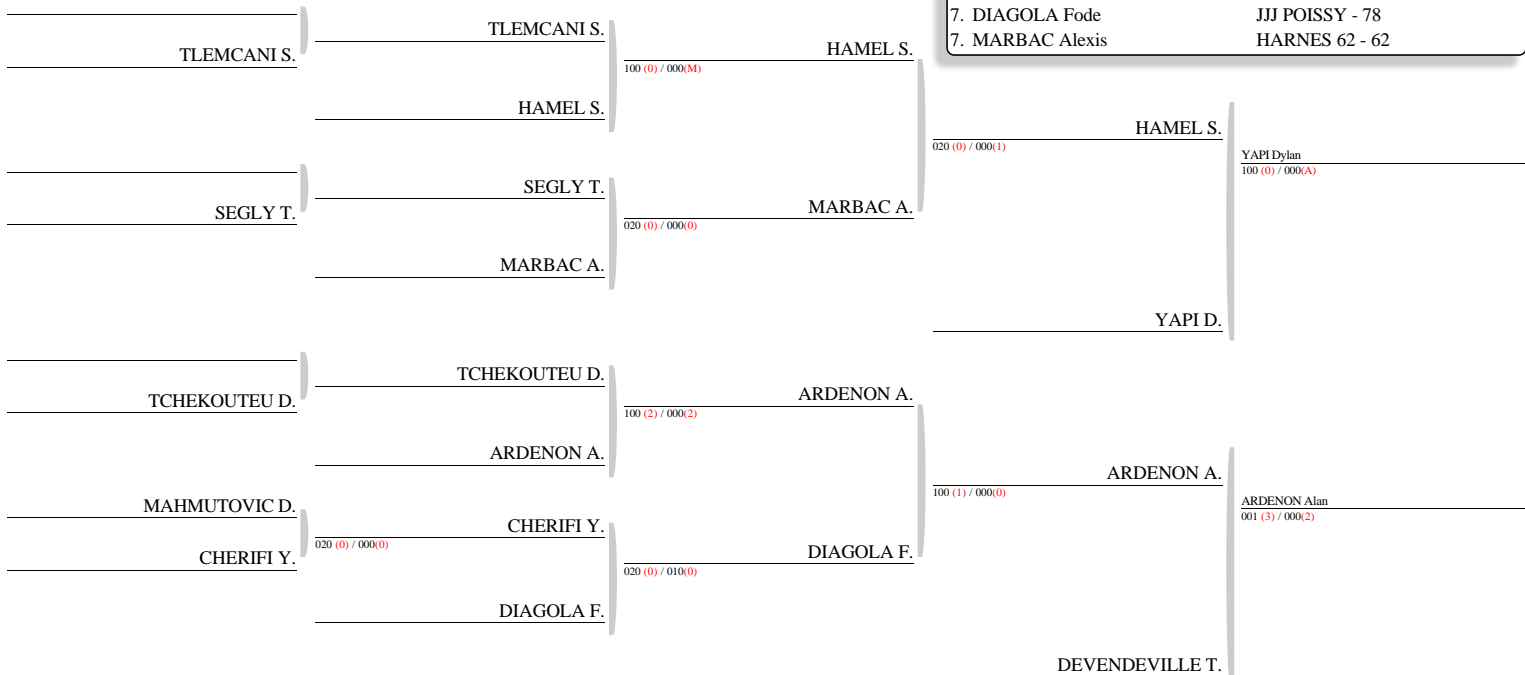 7. DIAGOLA Fode JJJ POISSY - 78
7. MARBAC Alexis HARNES 62 - 62
TLEMCANI S.
TLEMCANI S.
HAMEL S.
100 (0) / 000(M)
HAMEL S.
HAMEL S.
020 (0) / 000(1)
YAPI Dylan
100 (0) / 000(A)
SEGLY T.
SEGLY T.
MARBAC A.
020 (0) / 000(0)
MARBAC A.
YAPI D.
TCHEKOUTEU D.
TCHEKOUTEU D.
ARDENON A.
100 (2) / 000(2)
ARDENON A.
ARDENON A.
100 (1) / 000(0)
ARDENON Alan
001 (3) / 000(2)
MAHMUTOVIC D.
CHERIFI Y.
020 (0) / 000(0)
CHERIFI Y.
DIAGOLA F.
020 (0) / 010(0)
DIAGOLA F.
DEVENDEVILLE T.